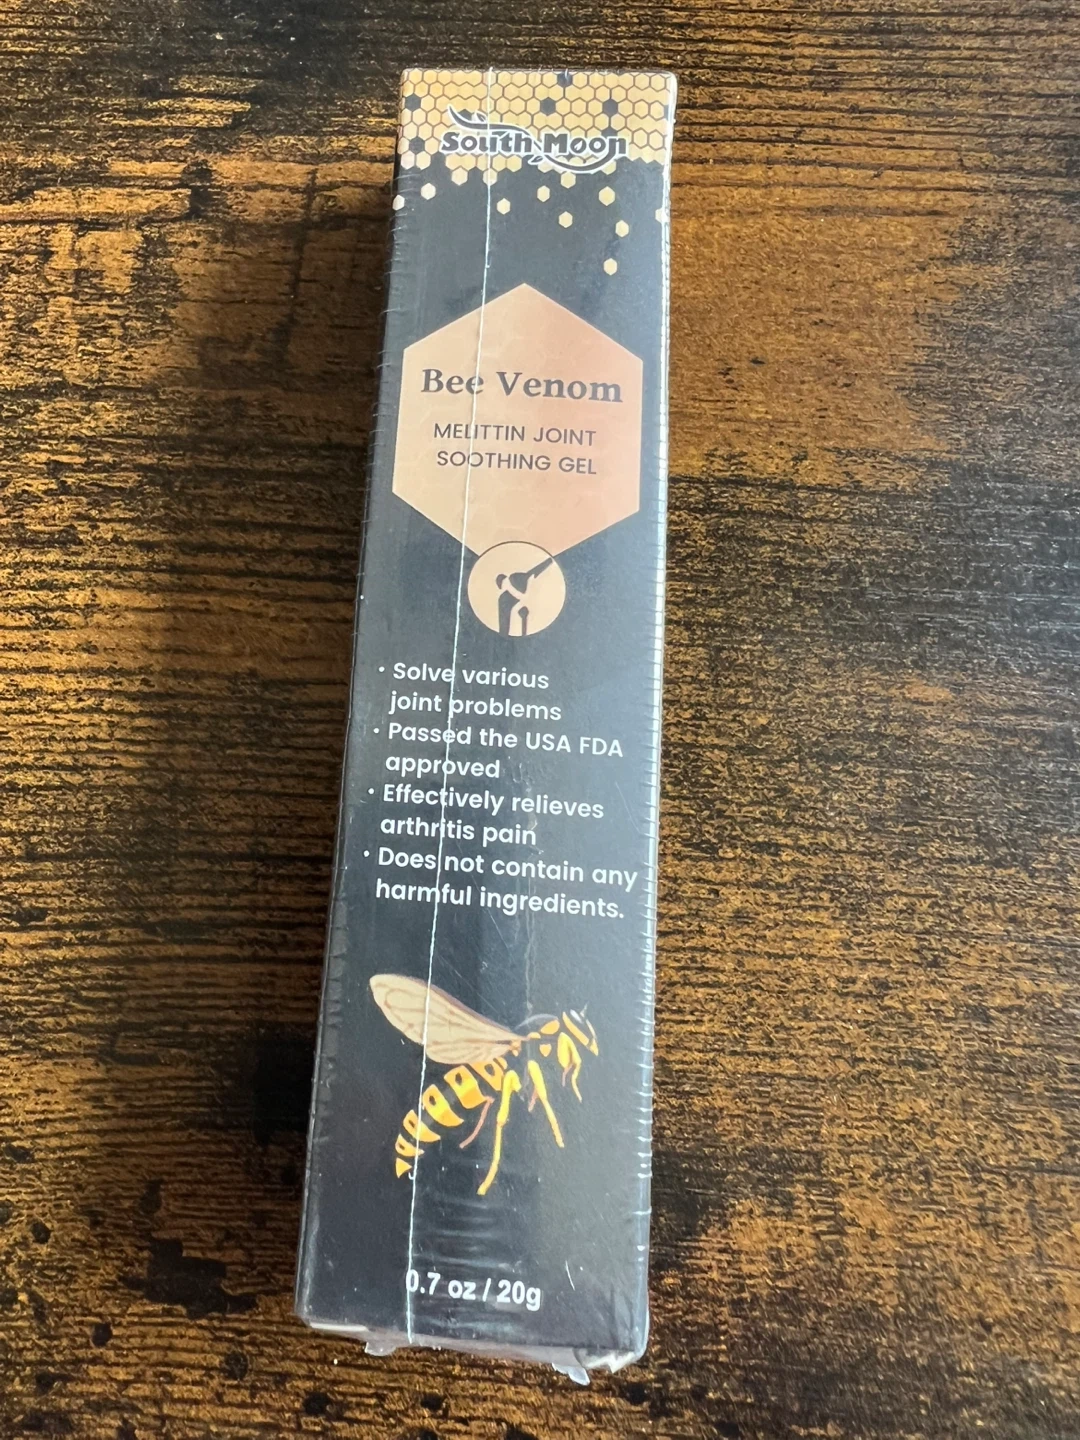 South Moon
Bee Venom
MELITTIN JOINT
SOOTHING GEL
• Solve various
joint problems
• Passed the USA FDA
approved
• Effectively relieves
arthritis pain
• Does not contain any
harmful ingredients.
0.7 oz / 20g